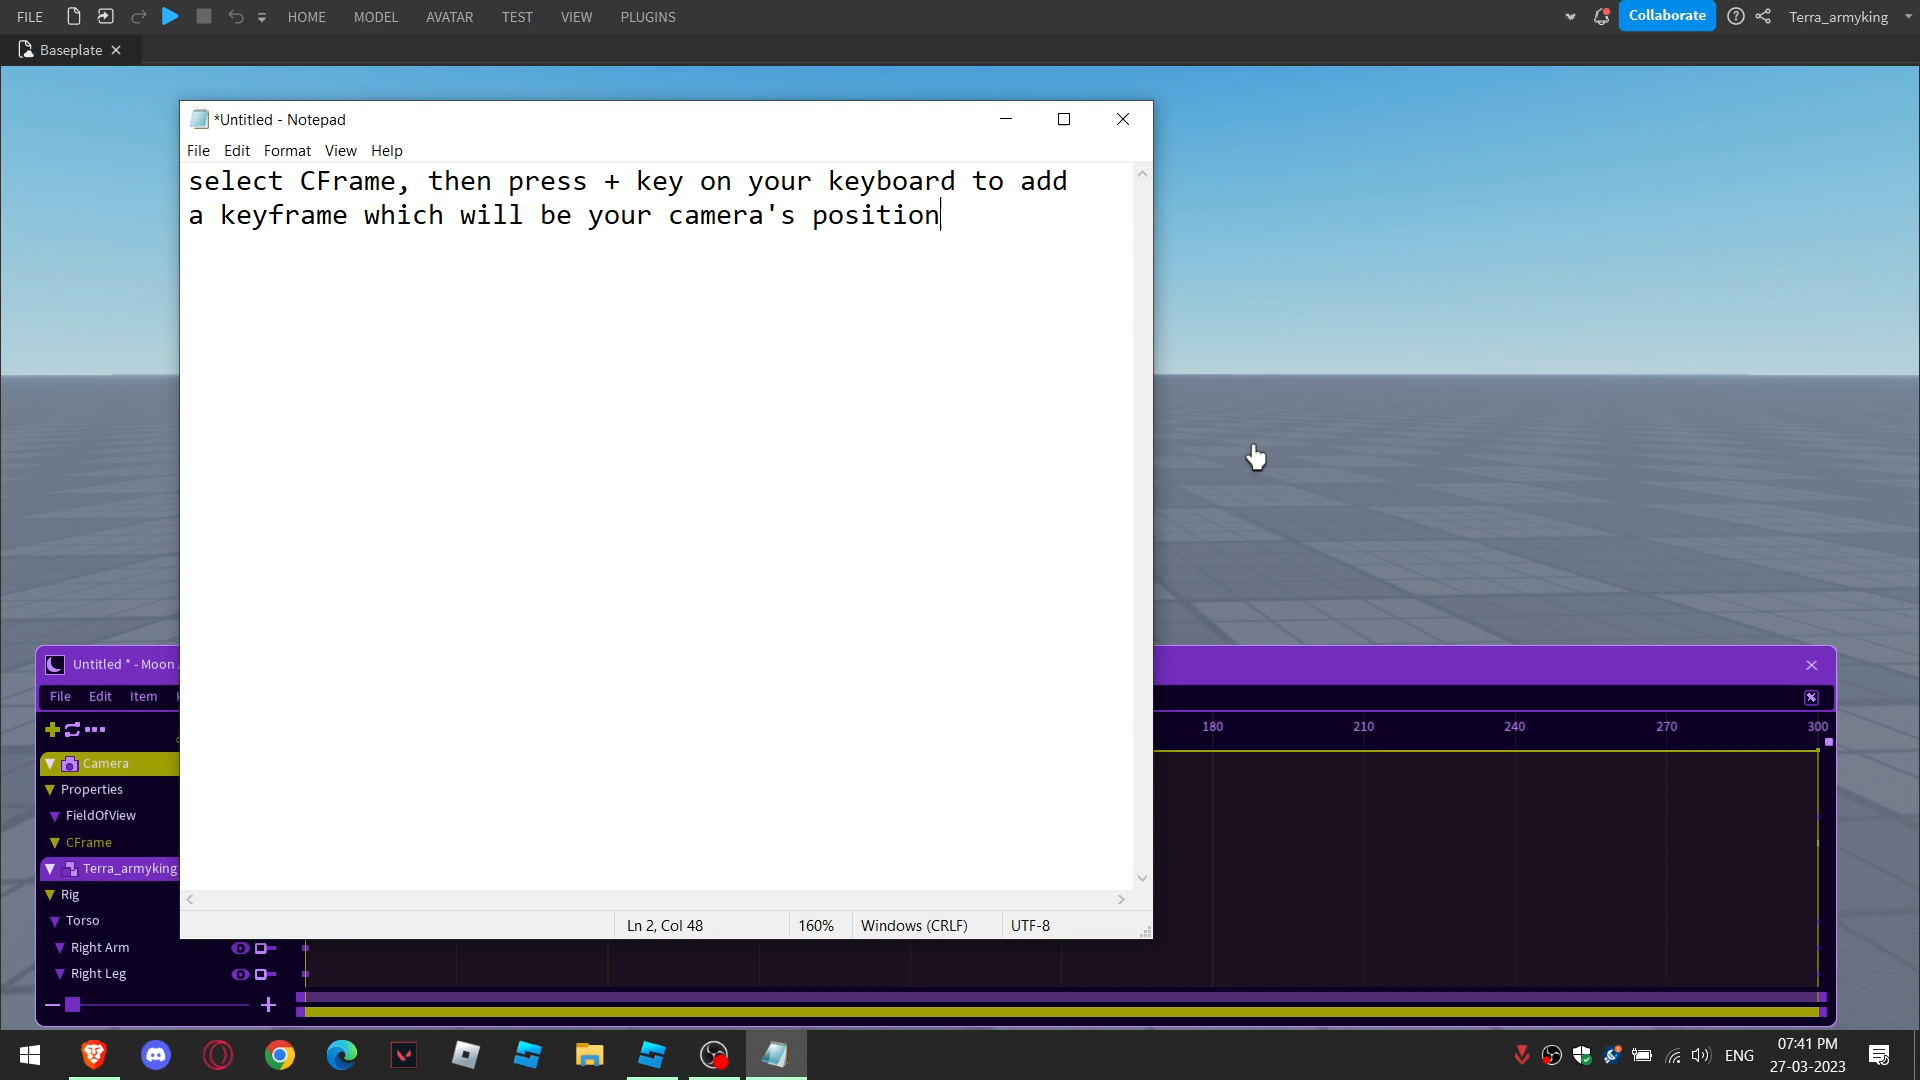 FILE HOME MODEL AVATAR TEST VIEW PLUGINS Collaborate Terra_armyking
Baseplate
*Untitled - Notepad
File Edit Format View Help
select CFrame, then press + key on your keyboard to add
a keyframe which will be your camera's position
Ln 2, Col 48 160% Windows (CRLF) UTF-8
Untitled * - Moon
File Edit Item
180 210 240 270 300
Camera
Properties
FieldOfView
CFrame
Terra_armyking
Rig
Torso
Right Arm
Right Leg
ENG
07:41 PM
27-03-2023